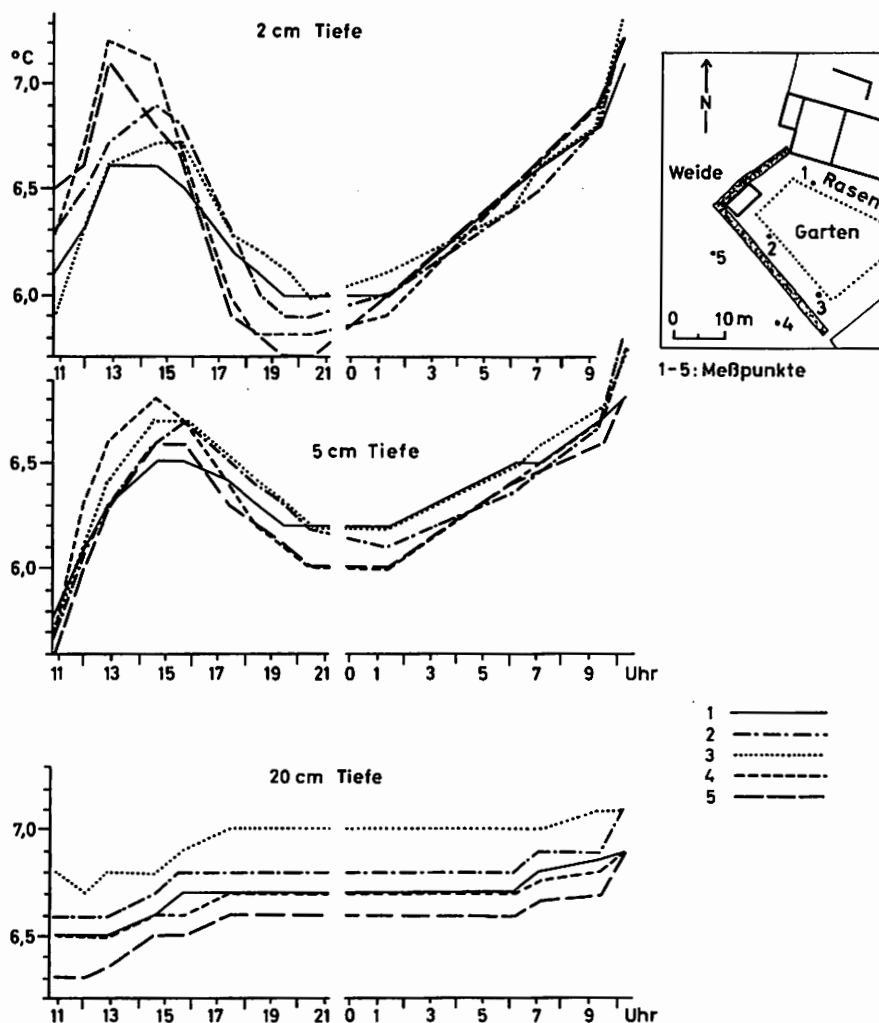 2 cm Tiefe
°C
7,0
6,5
6,0
11 13 15 17 19 21 0 1 3 5 7 9
N
Weide
1 Rasen
Garten
2
5
3
4
0 10 m
1-5: Meßpunkte
5 cm Tiefe
6,5
6,0
11 13 15 17 19 21 0 1 3 5 7 9 Uhr
1
2
3
4
5
20 cm Tiefe
7,0
6,5
11 13 15 17 19 21 0 1 3 5 7 9 Uhr